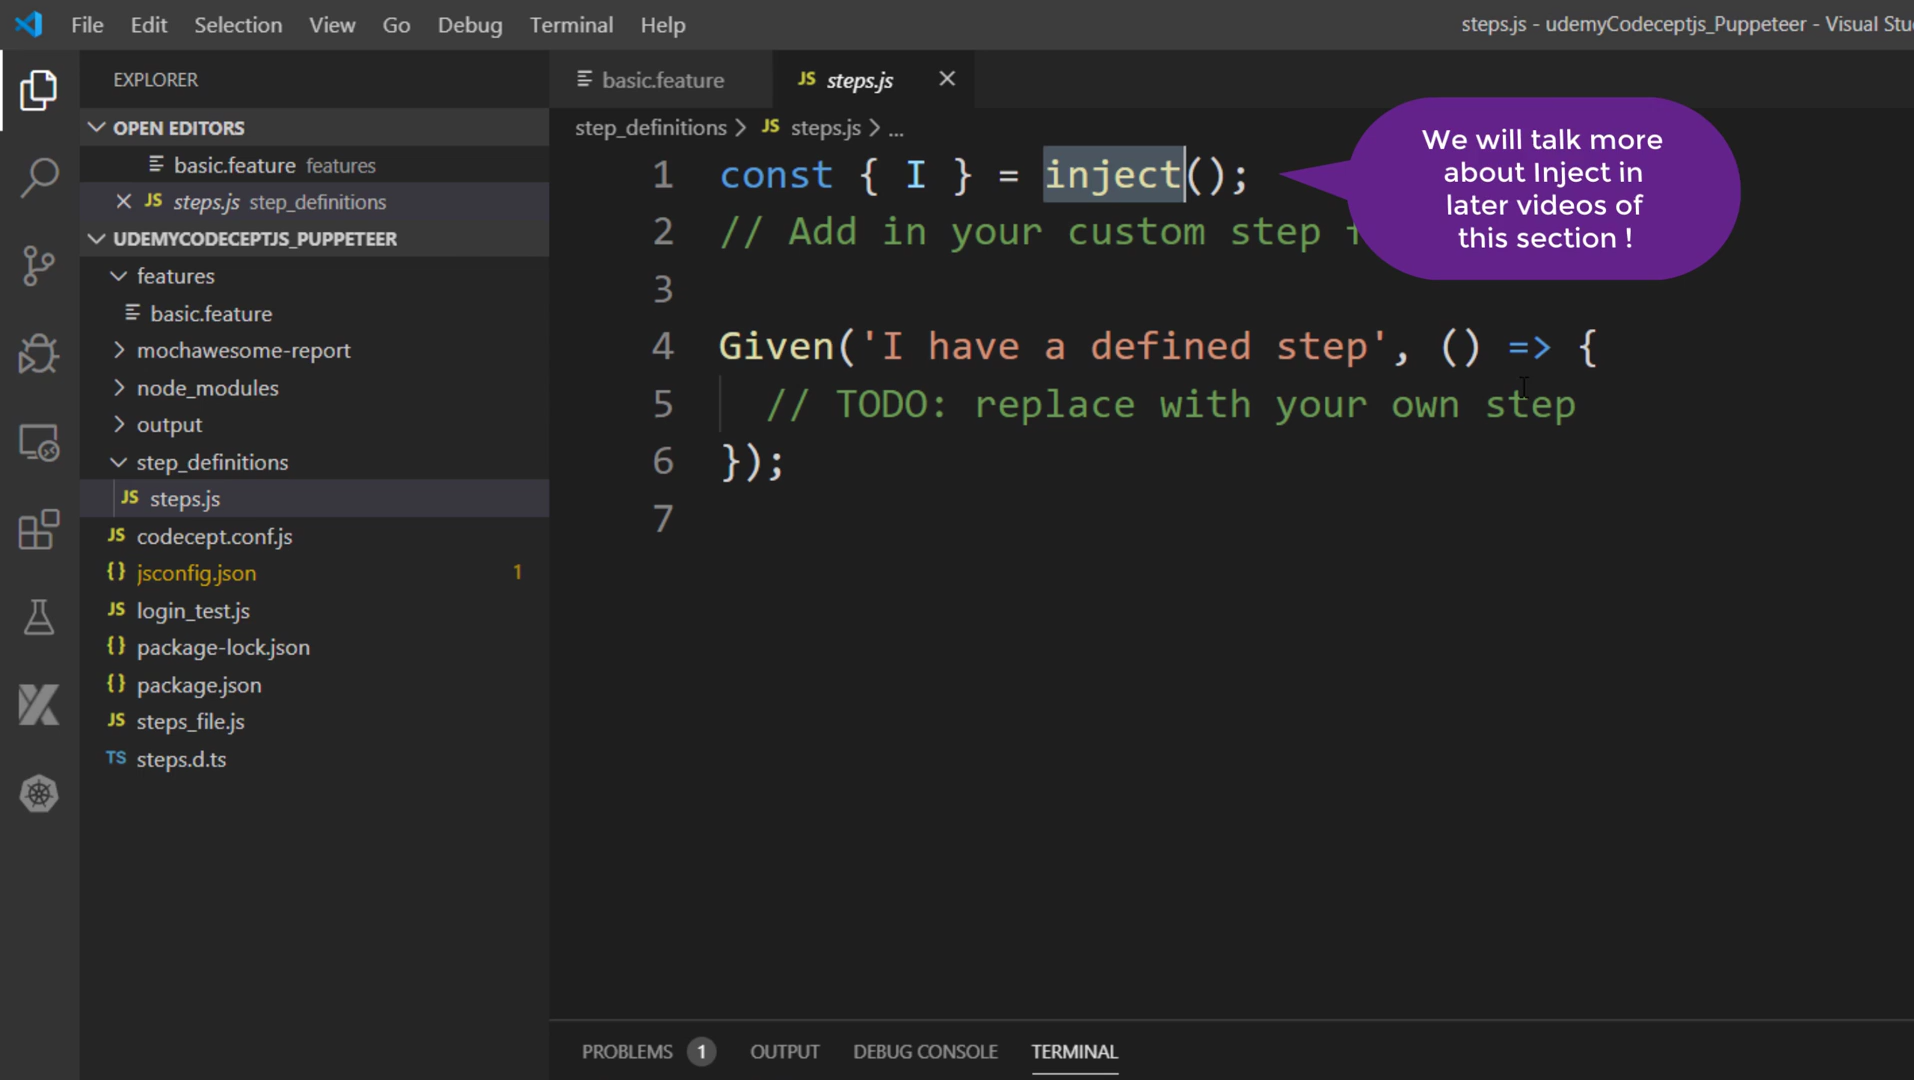 File Edit Selection View Go Debug Terminal Help
steps.js - udemyCodeceptjs_Puppeteer - Visual
EXPLORER
OPEN EDITORS
basic.feature features
JS steps.js step_definitions
UDEMYCODECEPTJS_PUPPETEER
features
basic.feature
mochawesome-report
node_modules
output
step_definitions
JS steps.js
JS codecept.conf.js
{} jsconfig.json 1
JS login_test.js
{} package-lock.json
{} package.json
JS steps_file.js
TS steps.d.ts
basic.feature
JS steps.js
step_definitions > JS steps.js > ...
1 const { I } = inject();
2 // Add in your custom step
3
4 Given('I have a defined step', () => {
5 // TODO: replace with your own step
6 });
7
We will talk more
about Inject in
later videos of
this section !
PROBLEMS 1 OUTPUT DEBUG CONSOLE TERMINAL